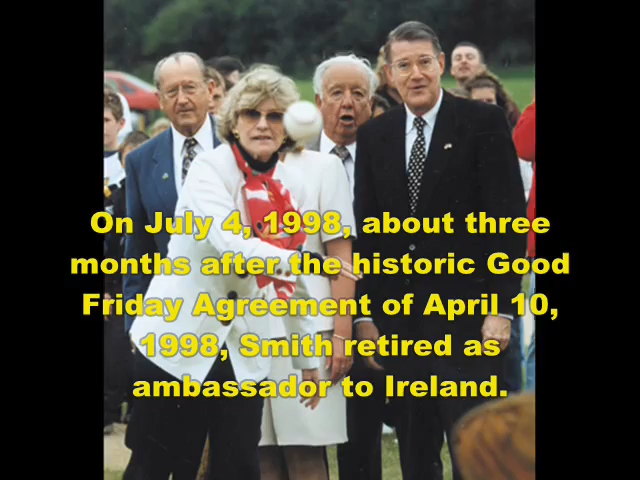 On July 4, 1998, about three
months after the historic Good
Friday Agreement of April 10,
1998, Smith retired as
ambassador to Ireland.